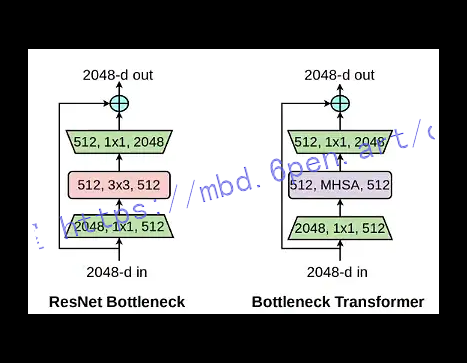 2048-d out
512, 1x1, 2048
512, 3x3, 512
2048, 1x1, 512
2048-d in
ResNet Bottleneck
2048-d out
512, 1x1, 2048
512, MHSA, 512
2048, 1x1, 512
2048-d in
Bottleneck Transformer
https://mbd.6pen.art/